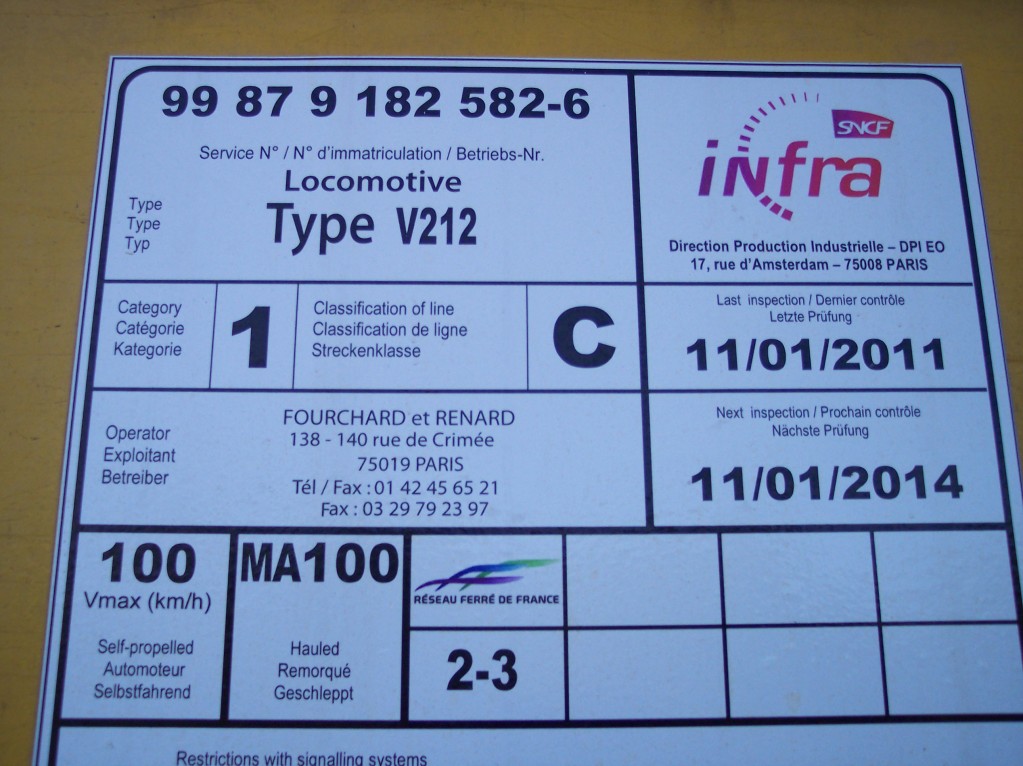 99 87 9 182 582-6
Service N° / N° d'immatriculation / Betriebs-Nr.
Locomotive
Type
Type
Typ
Type V212
SNCF
infra
Direction Production Industrielle – DPI EO
17, rue d'Amsterdam – 75008 PARIS
Category
Catégorie
Kategorie
1
Classification of line
Classification de ligne
Streckenklasse
C
Last inspection / Dernier contrôle
Letzte Prüfung
11/01/2011
Operator
Exploitant
Betreiber
FOURCHARD et RENARD
138 - 140 rue de Crimée
75019 PARIS
Tél / Fax : 01 42 45 65 21
Fax : 03 29 79 23 97
Next inspection / Prochain contrôle
Nächste Prüfung
11/01/2014
100
Vmax (km/h)
Self-propelled
Automoteur
Selbstfahrend
MA100
Hauled
Remorqué
Geschleppt
RÉSEAU FERRÉ DE FRANCE
2-3
Restrictions with signalling systems